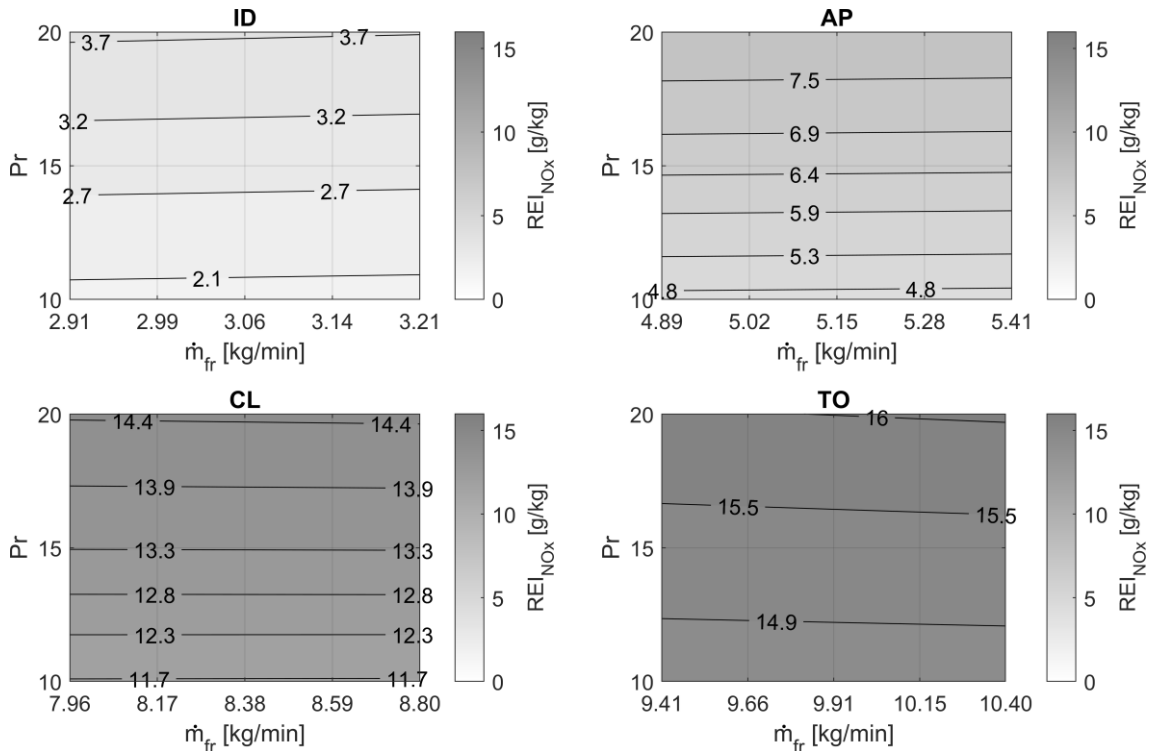 ID
20
15
10
Pr
3.7 3.7
3.2 3.2
2.7 2.7
2.1
2.91 2.99 3.06 3.14 3.21
ṁfr [kg/min]
15
10
5
0
REINOx [g/kg]
AP
20
15
10
Pr
7.5
6.9
6.4
5.9
5.3
4.8 4.8
4.89 5.02 5.15 5.28 5.41
ṁfr [kg/min]
15
10
5
0
REINOx [g/kg]
CL
20
15
10
Pr
14.4 14.4
13.9 13.9
13.3 13.3
12.8 12.8
12.3 12.3
11.7 11.7
7.96 8.17 8.38 8.59 8.80
ṁfr [kg/min]
15
10
5
0
REINOx [g/kg]
TO
20
15
10
Pr
16
15.5 15.5
14.9
9.41 9.66 9.91 10.15 10.40
ṁfr [kg/min]
15
10
5
0
REINOx [g/kg]